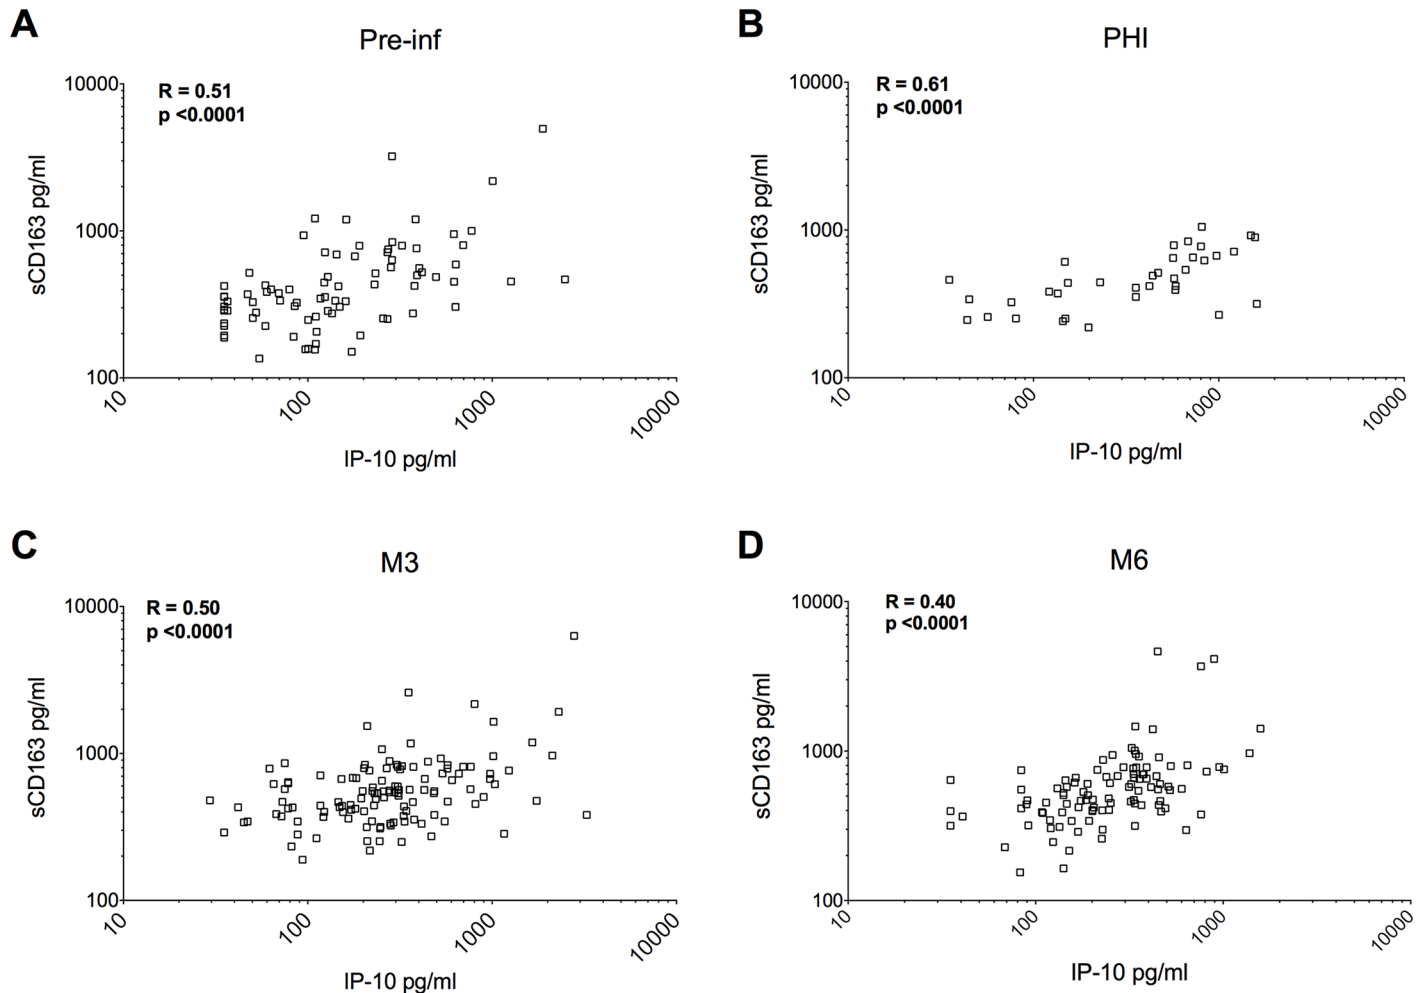 A
Pre-inf
R = 0.51
p <0.0001
10000
1000
100
sCD163 pg/ml
10
100
1000
10000
IP-10 pg/ml
B
PHI
R = 0.61
p <0.0001
10000
1000
100
sCD163 pg/ml
10
100
1000
10000
IP-10 pg/ml
C
M3
R = 0.50
p <0.0001
10000
1000
100
sCD163 pg/ml
10
100
1000
10000
IP-10 pg/ml
D
M6
R = 0.40
p <0.0001
10000
1000
100
sCD163 pg/ml
10
100
1000
10000
IP-10 pg/ml